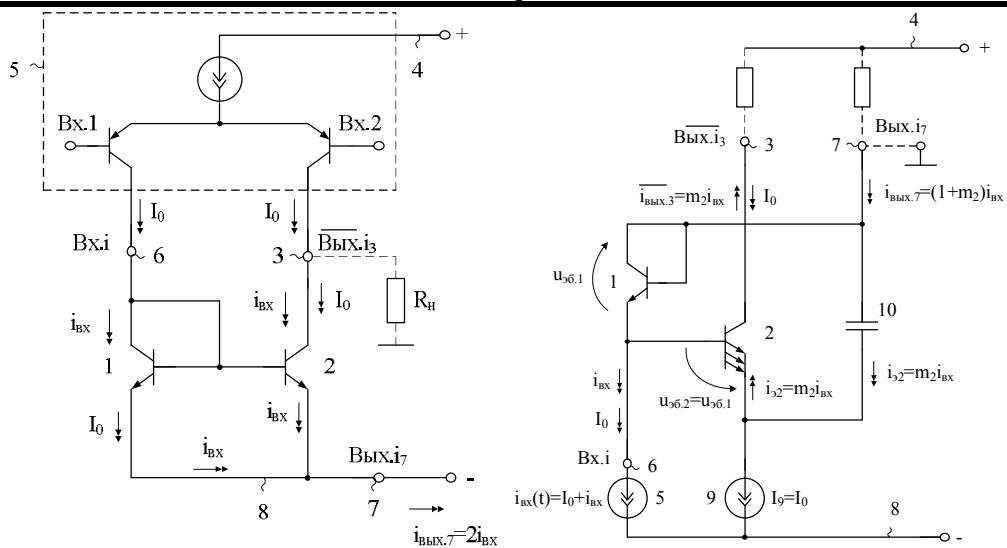 4
+
5
Вх.1
Вх.2
I₀
I₀
Вх.i
6
3
Вых.i₃
iвх
iвх
I₀
Rн
1
2
I₀
iвх
iвх
Вых.i₇
-
8
7
iвых.7=2iвх
4
+
Вых.i₃
3
7
Вых.i₇
iвых.3=m₂iвх
I₀
iвых.7=(1+m₂)iвх
uэб.1
1
2
10
iвх
uэб.2=uэб.1
iэ2=m₂iвх
iэ2=m₂iвх
I₀
Вх.i
6
iвх(t)=I₀+iвх
5
9
I₉=I₀
8
-